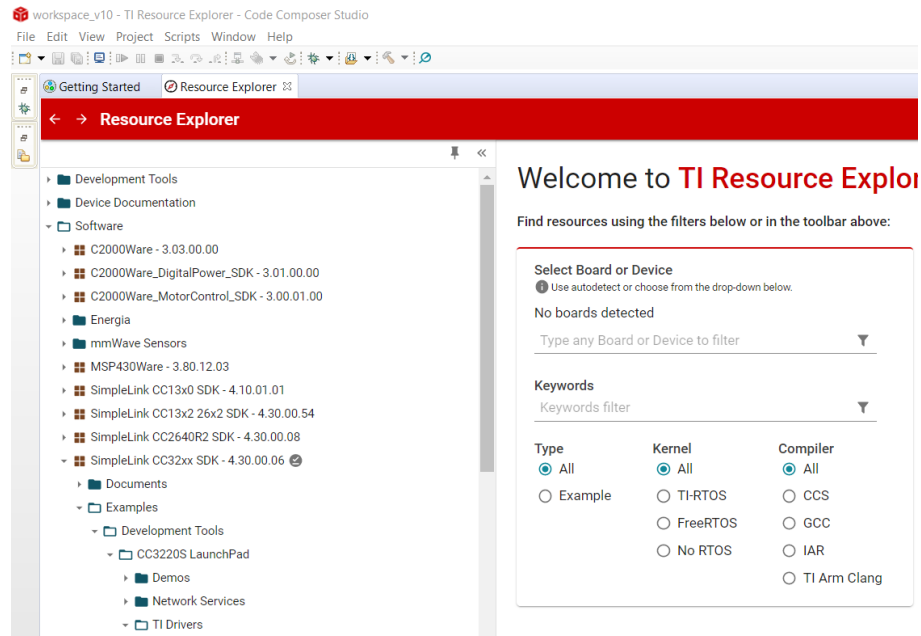 workspace_v10 - TI Resource Explorer - Code Composer Studio
File Edit View Project Scripts Window Help
Getting Started Resource Explorer
Resource Explorer
Development Tools
Device Documentation
Software
C2000Ware - 3.03.00.00
C2000Ware_DigitalPower_SDK - 3.01.00.00
C2000Ware_MotorControl_SDK - 3.00.01.00
Energia
mmWave Sensors
MSP430Ware - 3.80.12.03
SimpleLink CC13x0 SDK - 4.10.01.01
SimpleLink CC13x2 26x2 SDK - 4.30.00.54
SimpleLink CC2640R2 SDK - 4.30.00.08
SimpleLink CC32xx SDK - 4.30.00.06
Documents
Examples
Development Tools
CC3220S LaunchPad
Demos
Network Services
TI Drivers
Welcome to TI Resource Explor
Find resources using the filters below or in the toolbar above:
Select Board or Device
Use autodetect or choose from the drop-down below.
No boards detected
Type any Board or Device to filter
Keywords
Keywords filter
Type Kernel Compiler
All All All
Example TI-RTOS CCS
FreeRTOS GCC
No RTOS IAR
TI Arm Clang